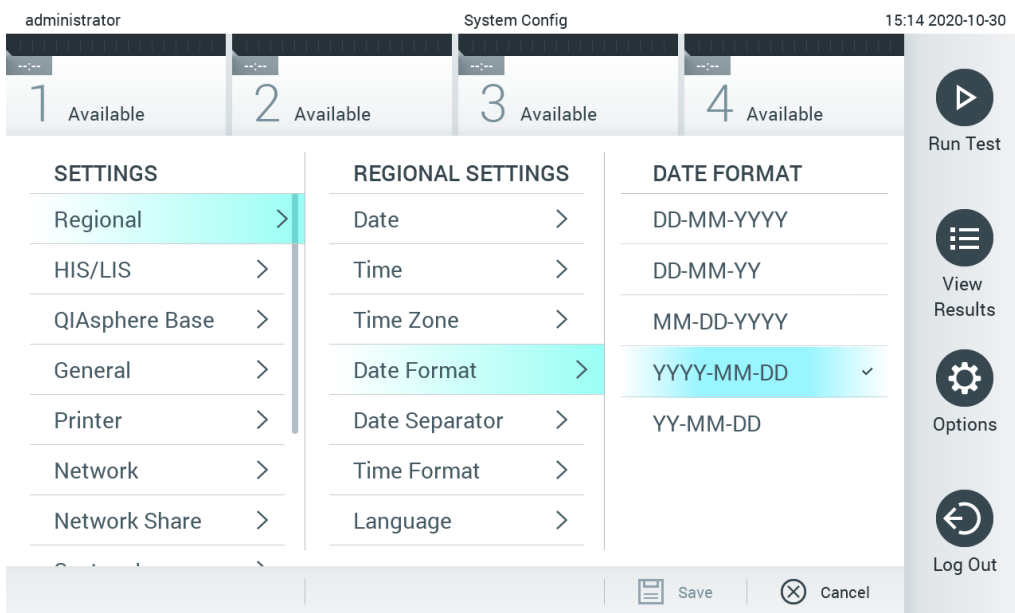 administrator
System Config
15:14 2020-10-30
--:--
--:--
--:--
--:--
1 Available
2 Available
3 Available
4 Available
Run Test
View
Results
Options
Log Out
SETTINGS
Regional
HIS/LIS
QIAsphere Base
General
Printer
Network
Network Share
REGIONAL SETTINGS
Date
Time
Time Zone
Date Format
Date Separator
Time Format
Language
DATE FORMAT
DD-MM-YYYY
DD-MM-YY
MM-DD-YYYY
YYYY-MM-DD
YY-MM-DD
Save
Cancel